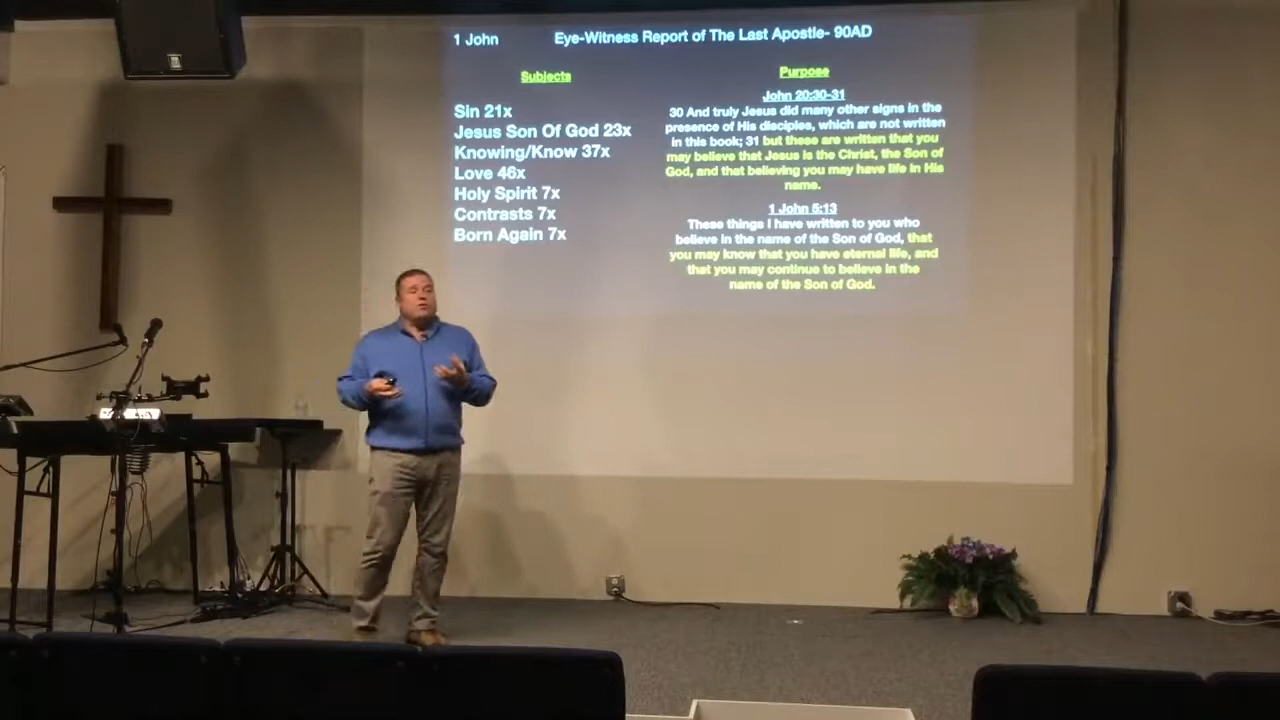 1 John
Eye-Witness Report of The Last Apostle- 90AD
Subjects
Sin 21x
Jesus Son Of God 23x
Knowing/Know 37x
Love 46x
Holy Spirit 7x
Contrasts 7x
Born Again 7x
Purpose
John 20:30-31
30 And truly Jesus did many other signs in the
presence of His disciples, which are not written
in this book; 31 but these are written that you
may believe that Jesus is the Christ, the Son of
God, and that believing you may have life in His
name.
1 John 5:13
These things I have written to you who
believe in the name of the Son of God, that
you may know that you have eternal life, and
that you may continue to believe in the
name of the Son of God.